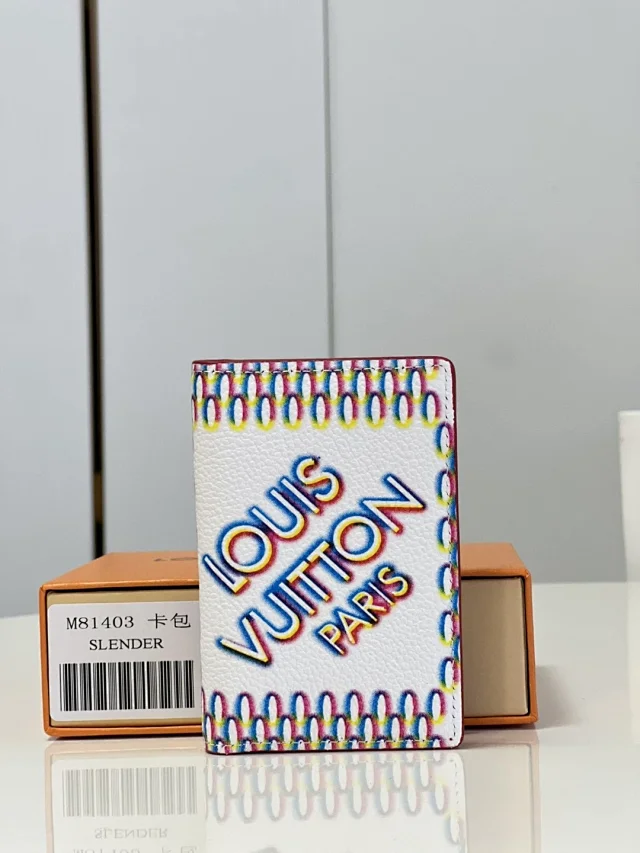 LOUIS
VUITTON
PARIS
M81403 卡包
SLENDER